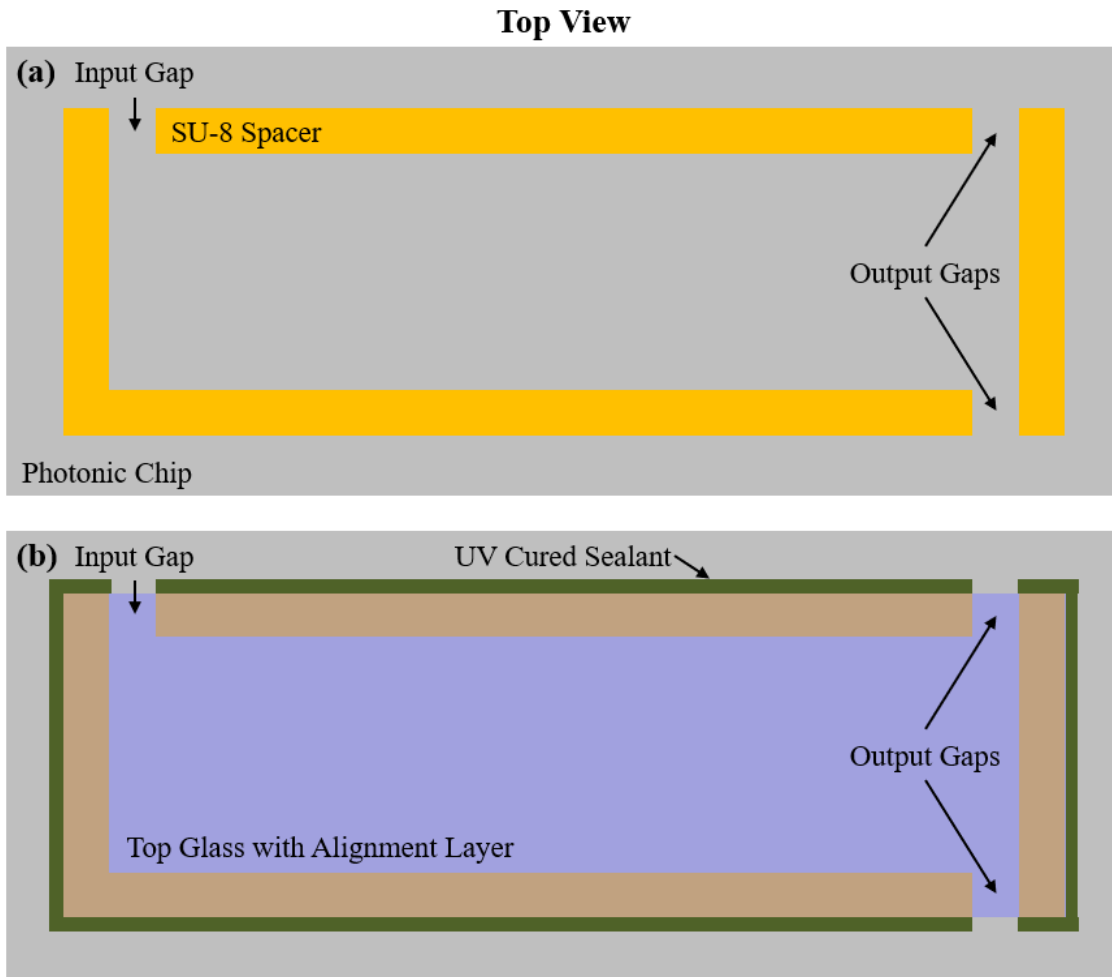 Top View
(a) Input Gap
SU-8 Spacer
Output Gaps
Photonic Chip
(b) Input Gap
UV Cured Sealant
Output Gaps
Top Glass with Alignment Layer